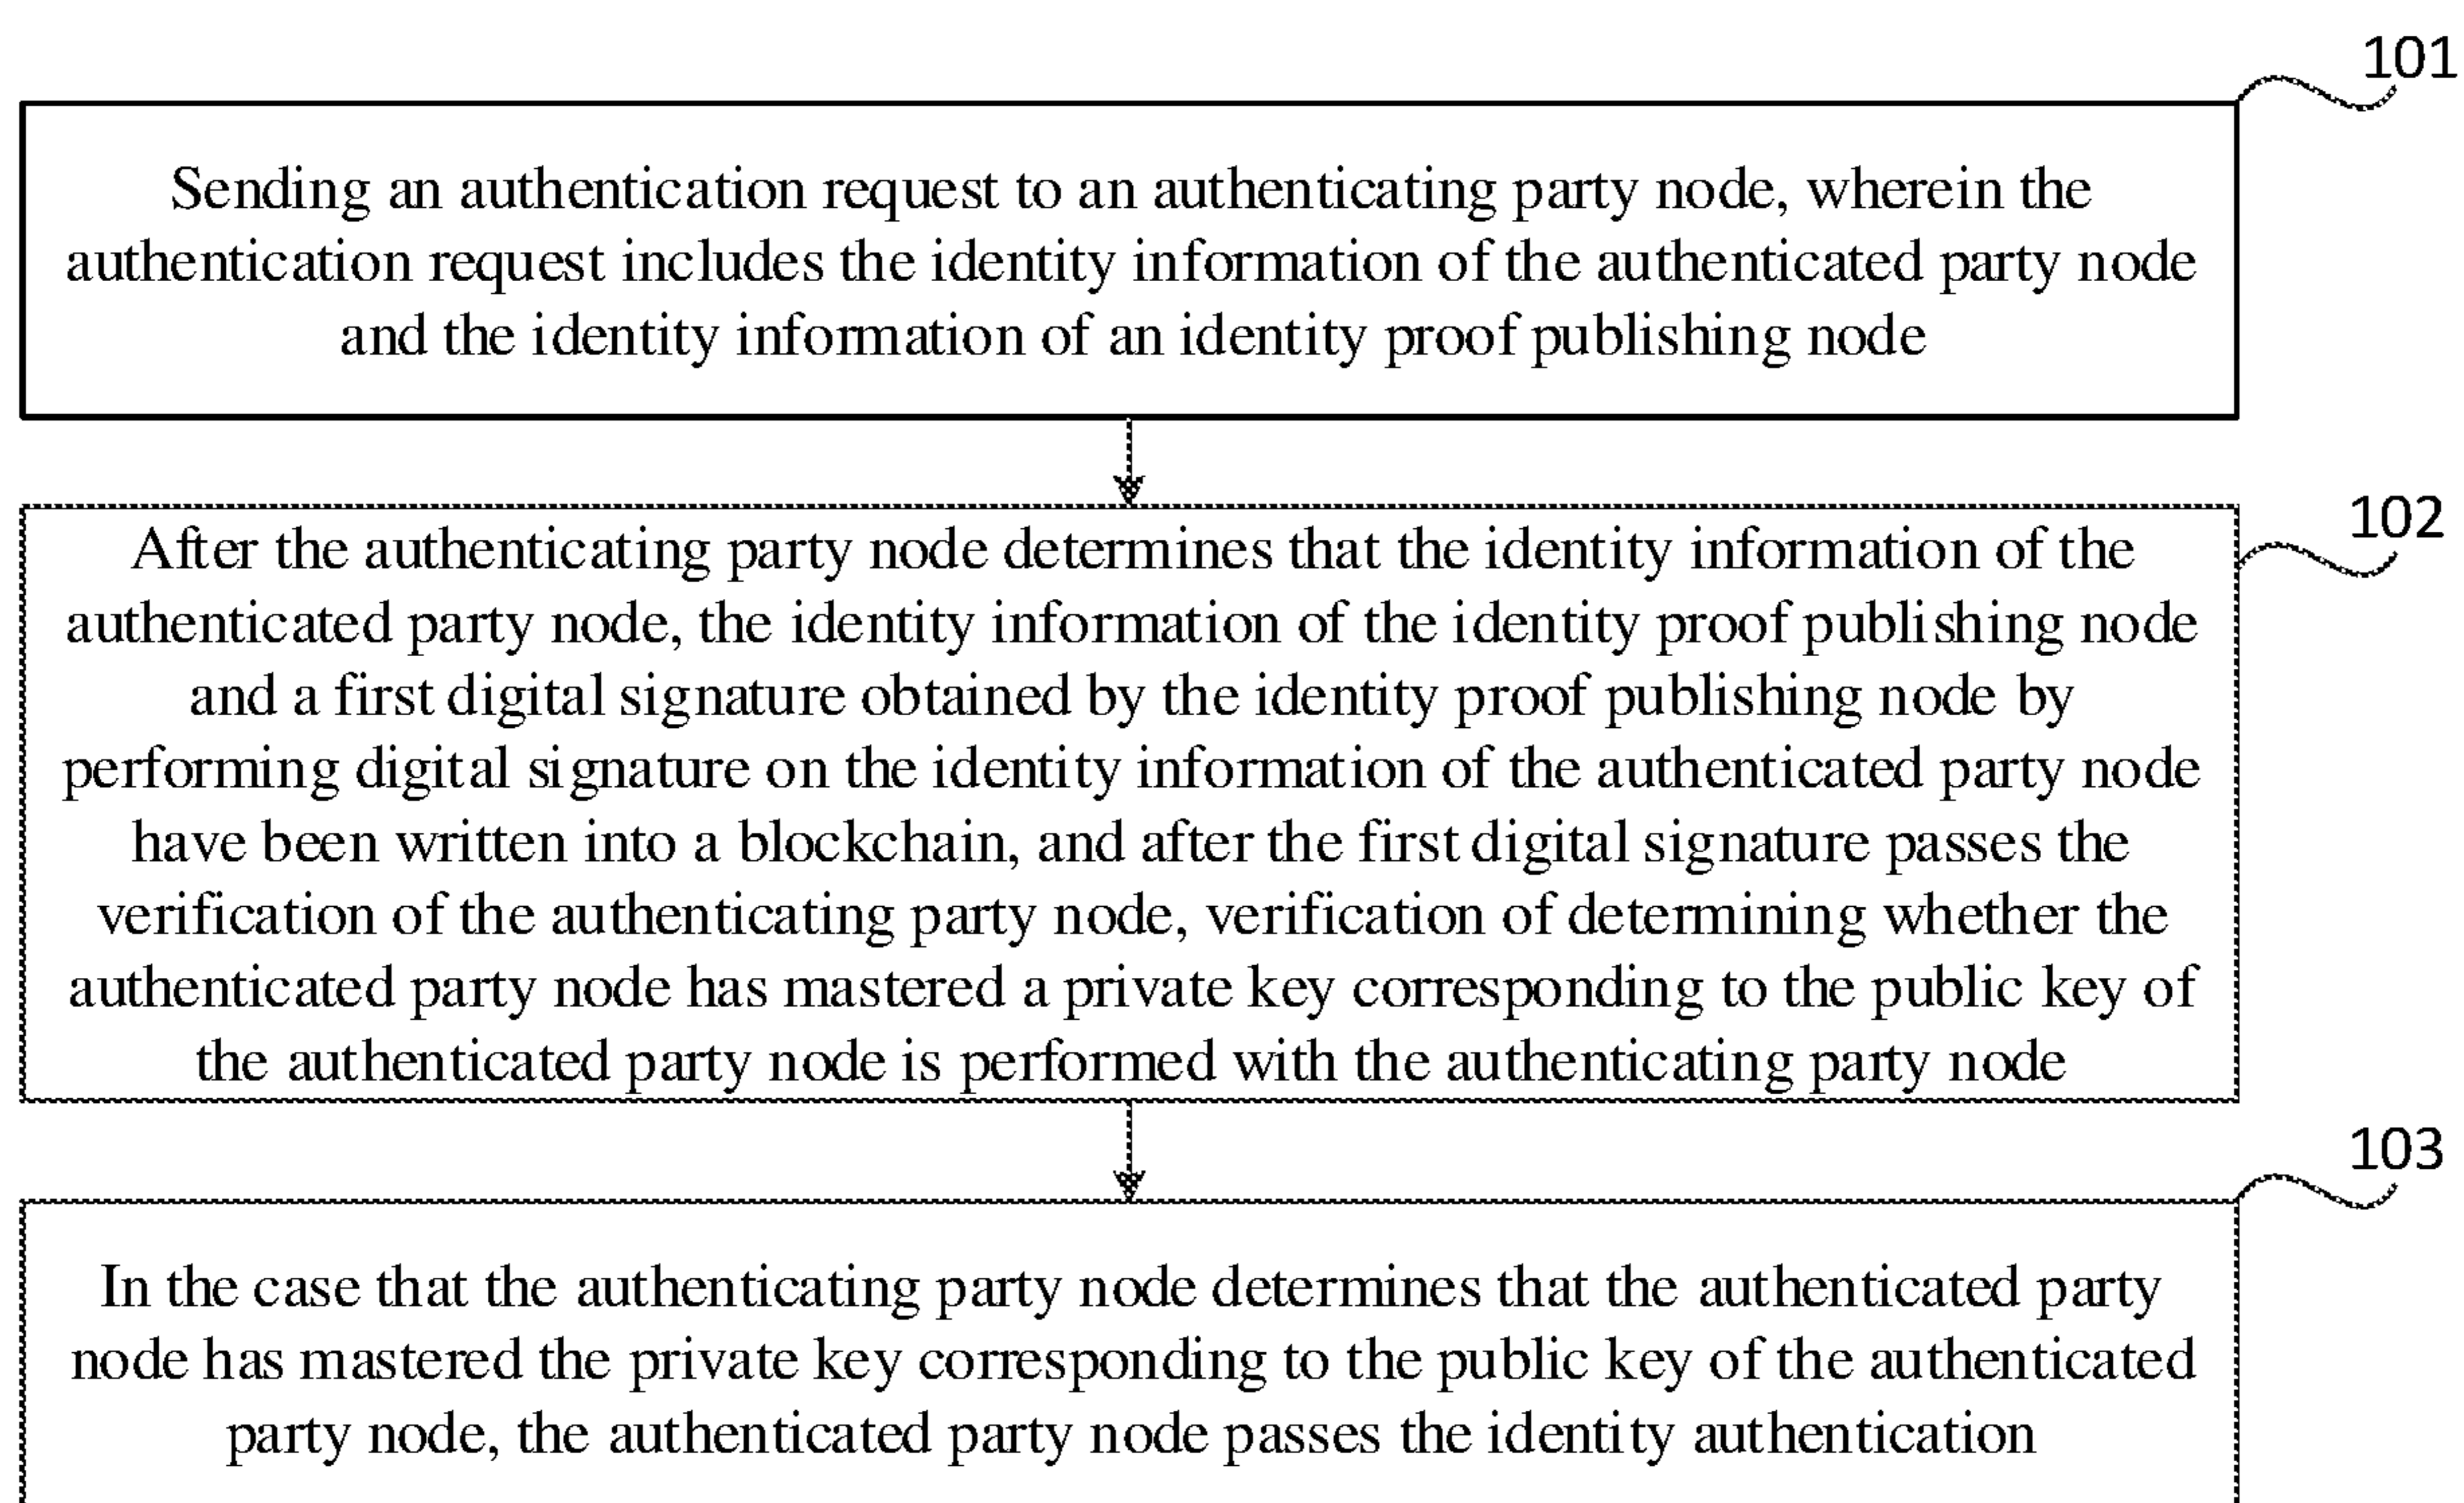 101
Sending an authentication request to an authenticating party node, wherein the
authentication request includes the identity information of the authenticated party node
and the identity information of an identity proof publishing node
102
After the authenticating party node determines that the identity information of the
authenticated party node, the identity information of the identity proof publishing node
and a first digital signature obtained by the identity proof publishing node by
performing digital signature on the identity information of the authenticated party node
have been written into a blockchain, and after the first digital signature passes the
verification of the authenticating party node, verification of determining whether the
authenticated party node has mastered a private key corresponding to the public key of
the authenticated party node is performed with the authenticating party node
103
In the case that the authenticating party node determines that the authenticated party
node has mastered the private key corresponding to the public key of the authenticated
party node, the authenticated party node passes the identity authentication